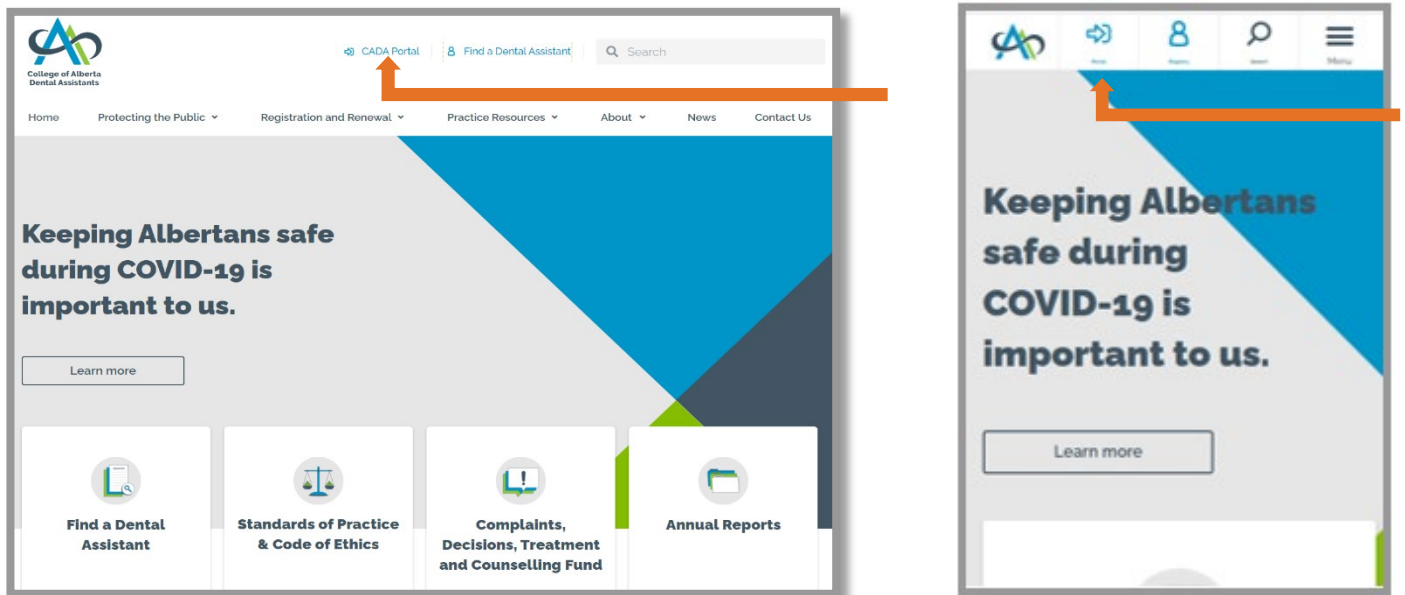 College of Alberta
Dental Assistants
CADA Portal
Find a Dental Assistant
Search
Home Protecting the Public Registration and Renewal Practice Resources About News Contact Us
Keeping Albertans safe
during COVID-19 is
important to us.
Learn more
Find a Dental
Assistant
Standards of Practice
& Code of Ethics
Complaints,
Decisions, Treatment
and Counselling Fund
Annual Reports
Menu
Keeping Albertans
safe during
COVID-19 is
important to us.
Learn more